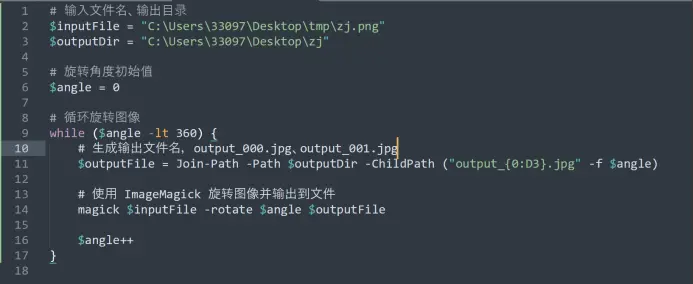 1 # 输入文件名、输出目录
2 $inputFile = "C:\Users\33097\Desktop\tmp\zj.png"
3 $outputDir = "C:\Users\33097\Desktop\zj"
4
5 # 旋转角度初始值
6 $angle = 0
7
8 # 循环旋转图像
9 while ($angle -lt 360) {
10     # 生成输出文件名, output_000.jpg、output_001.jpg
11     $outputFile = Join-Path -Path $outputDir -ChildPath ("output_{0:D3}.jpg" -f $angle)
12
13     # 使用 ImageMagick 旋转图像并输出到文件
14     magick $inputFile -rotate $angle $outputFile
15
16     $angle++
17 }
18